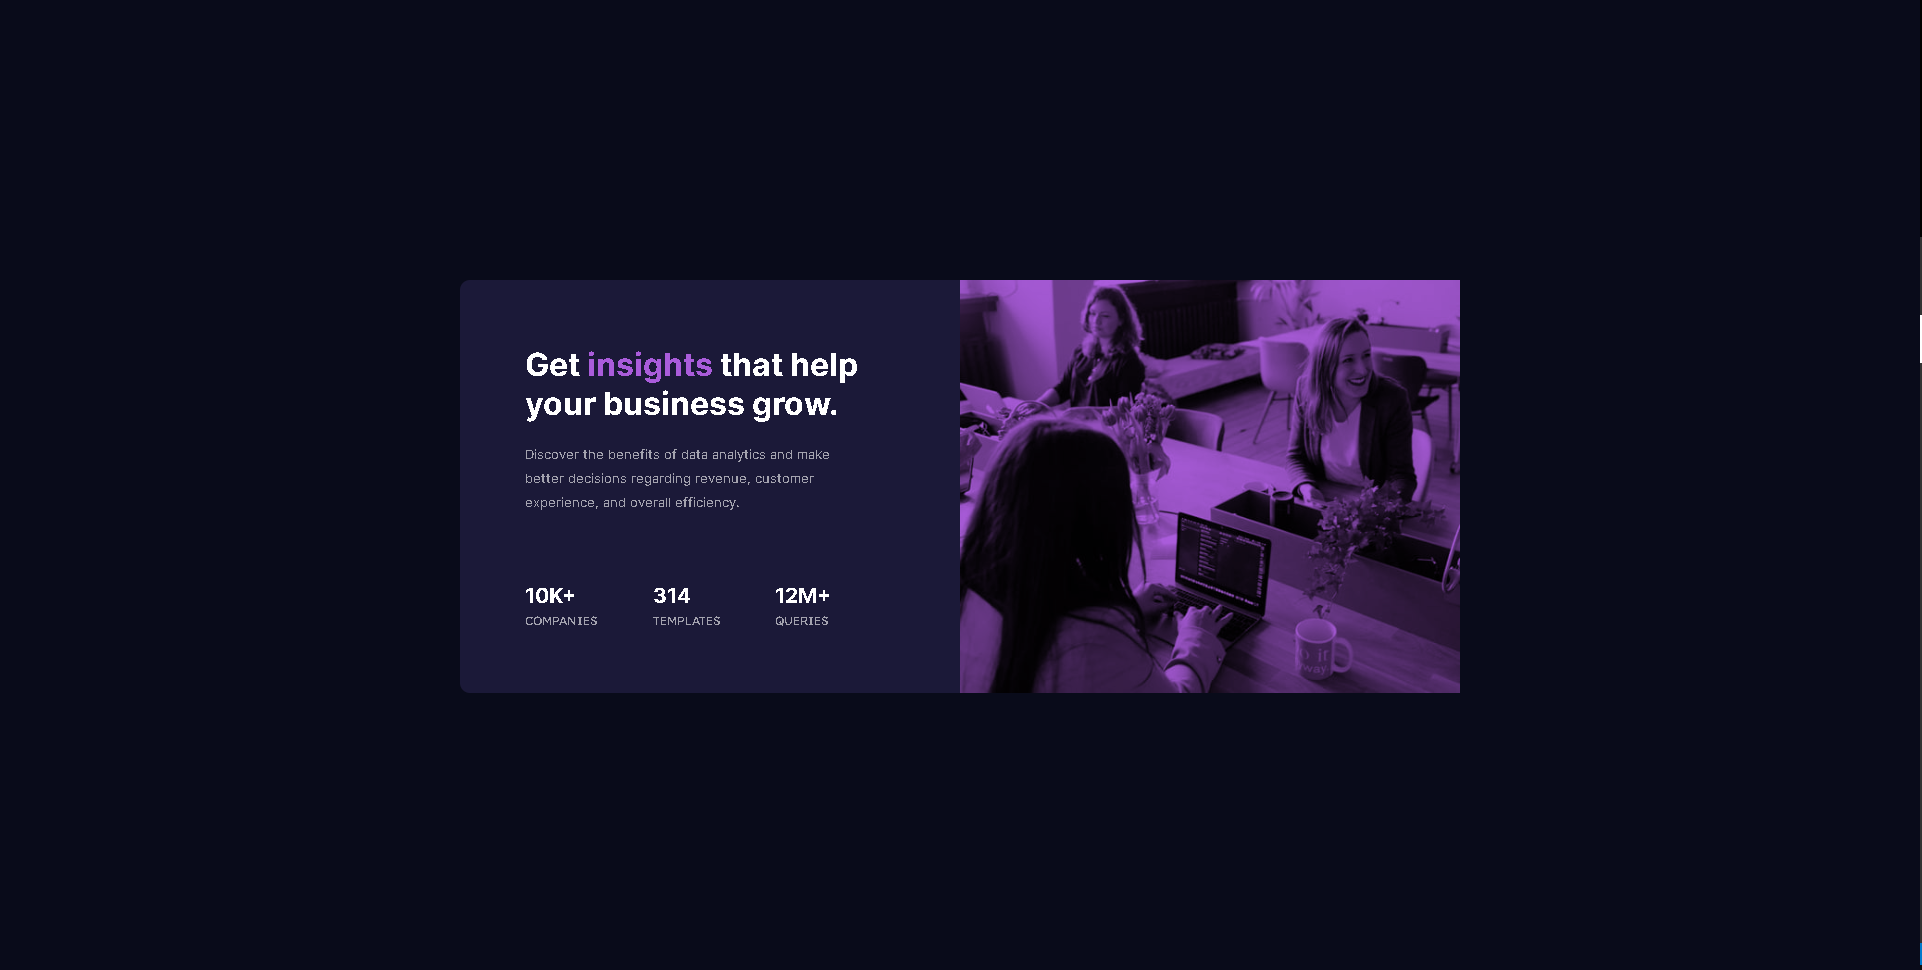 Get insights that help
your business grow.
Discover the benefits of data analytics and make
better decisions regarding revenue, customer
experience, and overall efficiency.
10K+ 314 12M+
COMPANIES TEMPLATES QUERIES